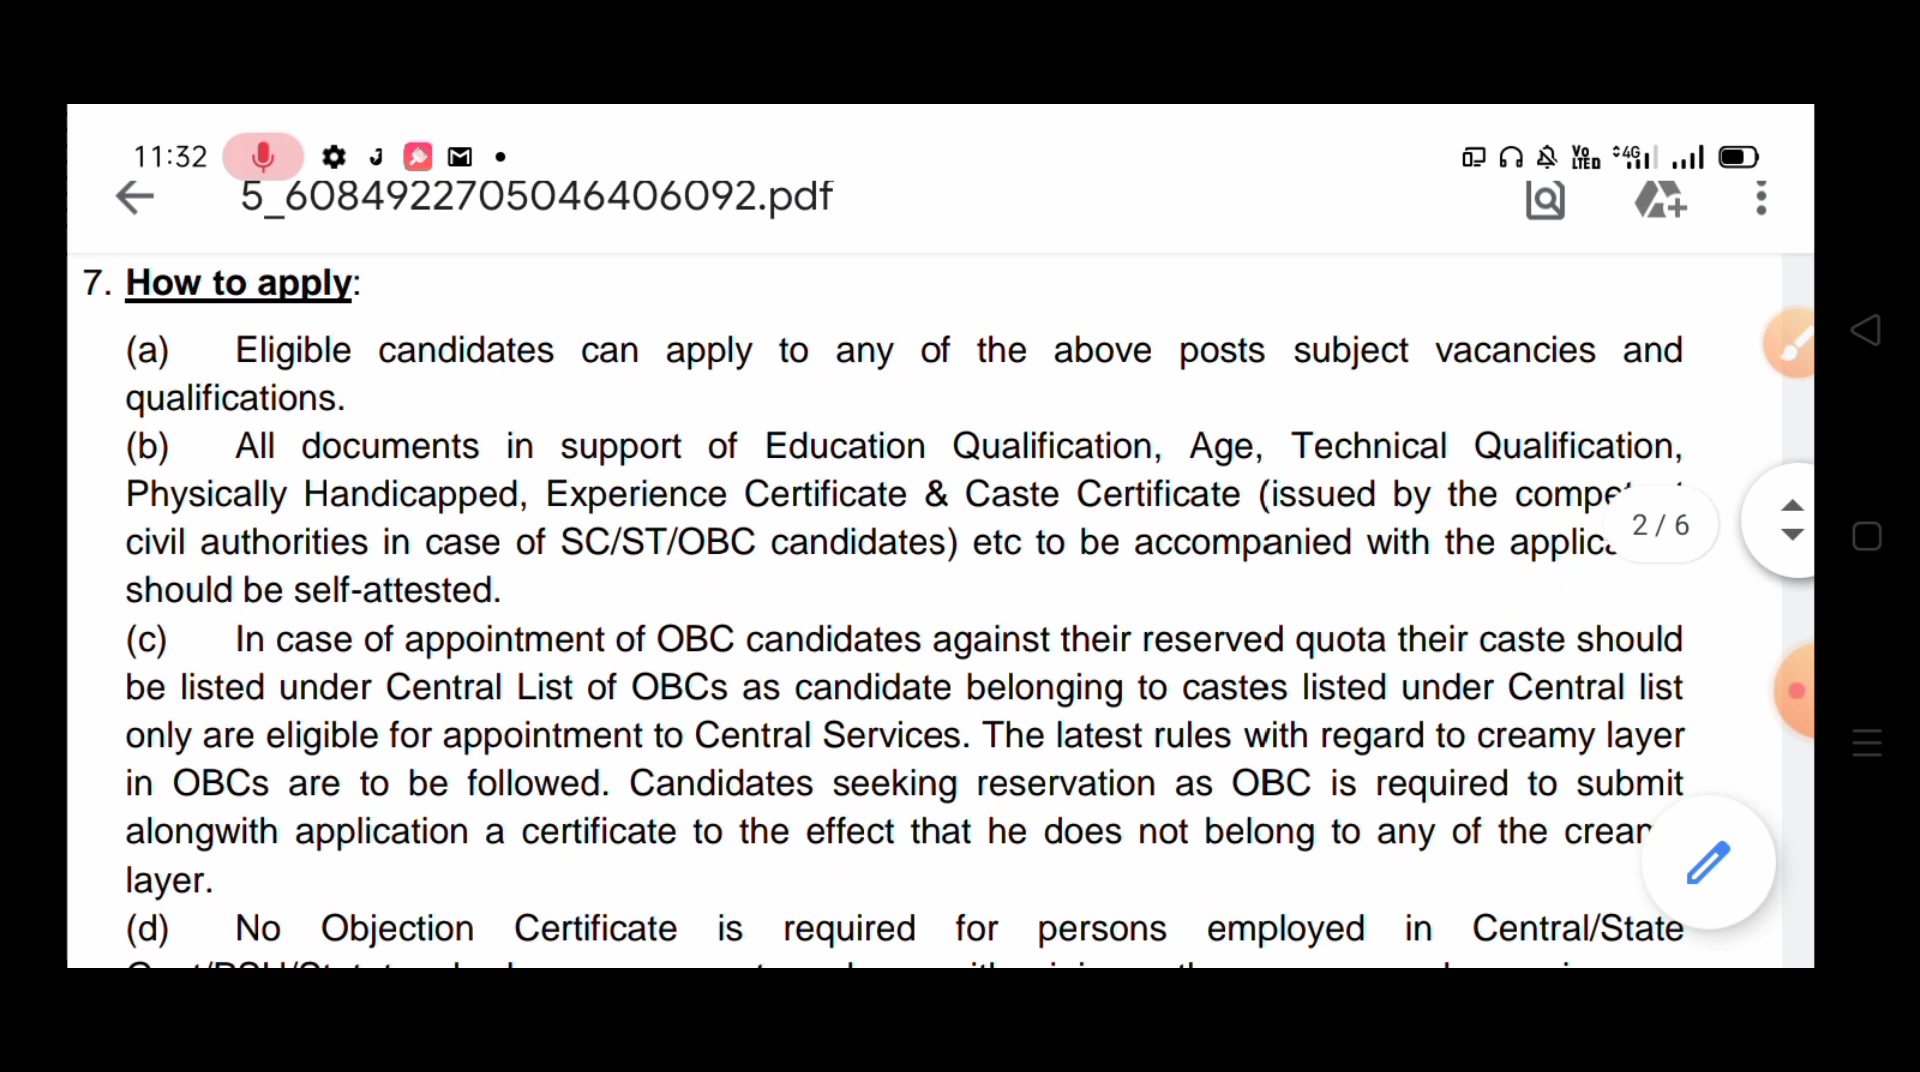 11:32
VoLTED 4G
5_6084922705046406092.pdf
7. How to apply:
(a) Eligible candidates can apply to any of the above posts subject vacancies and
qualifications.
(b) All documents in support of Education Qualification, Age, Technical Qualification,
Physically Handicapped, Experience Certificate & Caste Certificate (issued by the
2 / 6
civil authorities in case of SC/ST/OBC candidates) etc to be accompanied with the
should be self-attested.
(c) In case of appointment of OBC candidates against their reserved quota their caste should
be listed under Central List of OBCs as candidate belonging to castes listed under Central list
only are eligible for appointment to Central Services. The latest rules with regard to creamy layer
in OBCs are to be followed. Candidates seeking reservation as OBC is required to submit
alongwith application a certificate to the effect that he does not belong to any of the
layer.
(d) No Objection Certificate is required for persons employed in Central/State